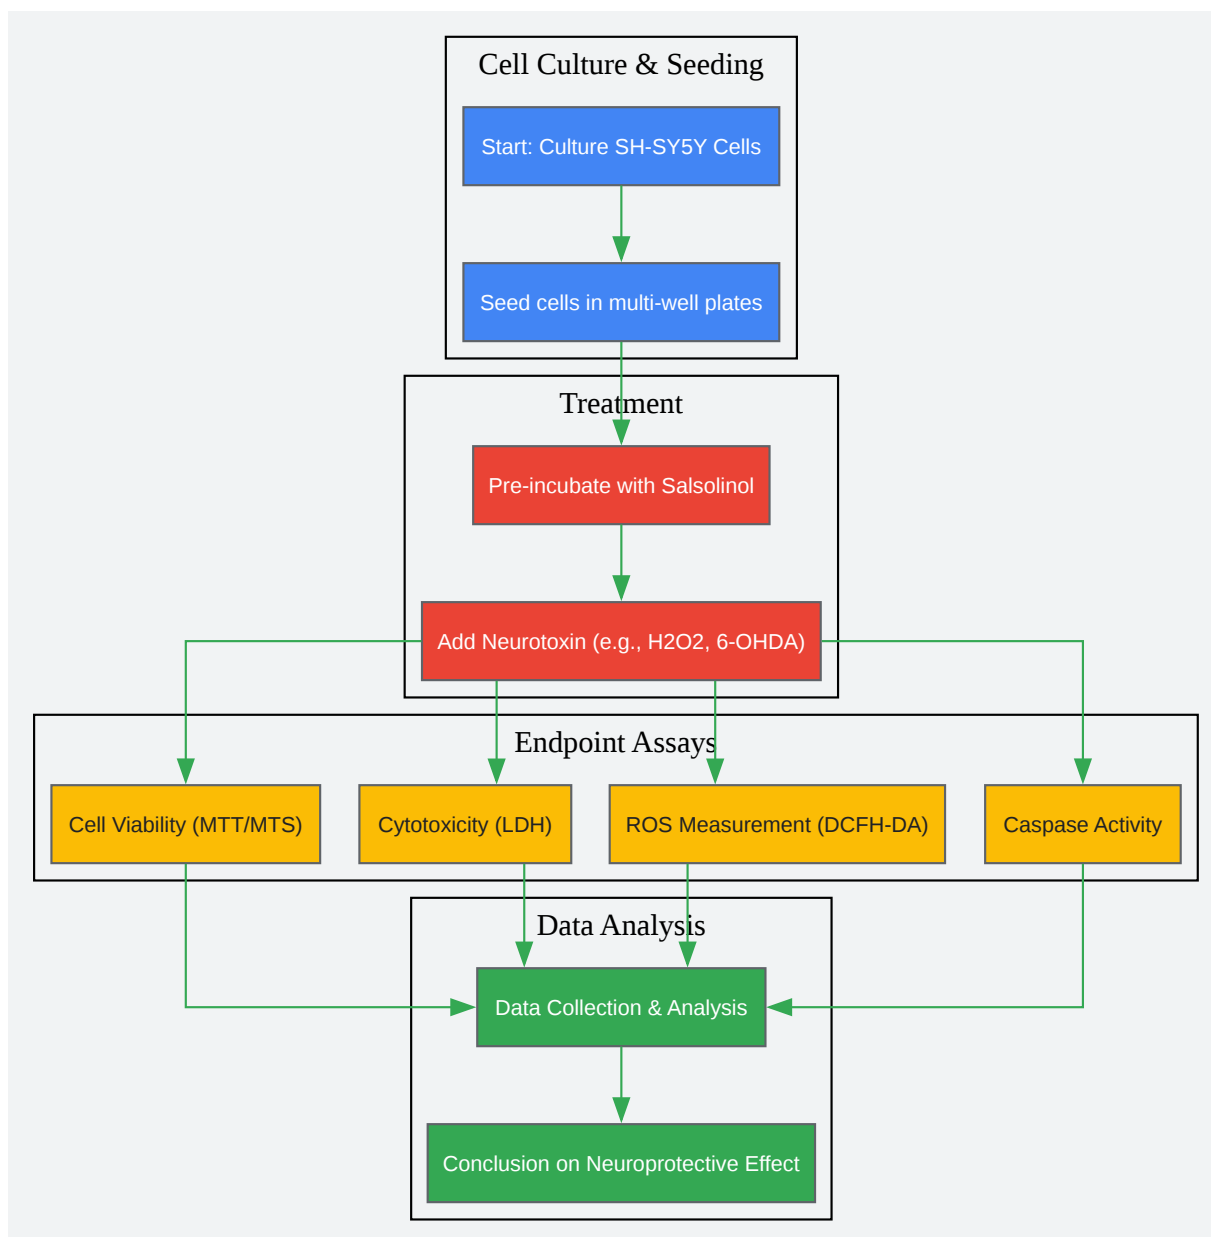 Cell Culture & Seeding
Start: Culture SH-SY5Y Cells
Seed cells in multi-well plates
Treatment
Pre-incubate with Salsolinol
Add Neurotoxin (e.g., H2O2, 6-OHDA)
Endpoint Assays
Cell Viability (MTT/MTS)
Cytotoxicity (LDH)
ROS Measurement (DCFH-DA)
Caspase Activity
Data Analysis
Data Collection & Analysis
Conclusion on Neuroprotective Effect